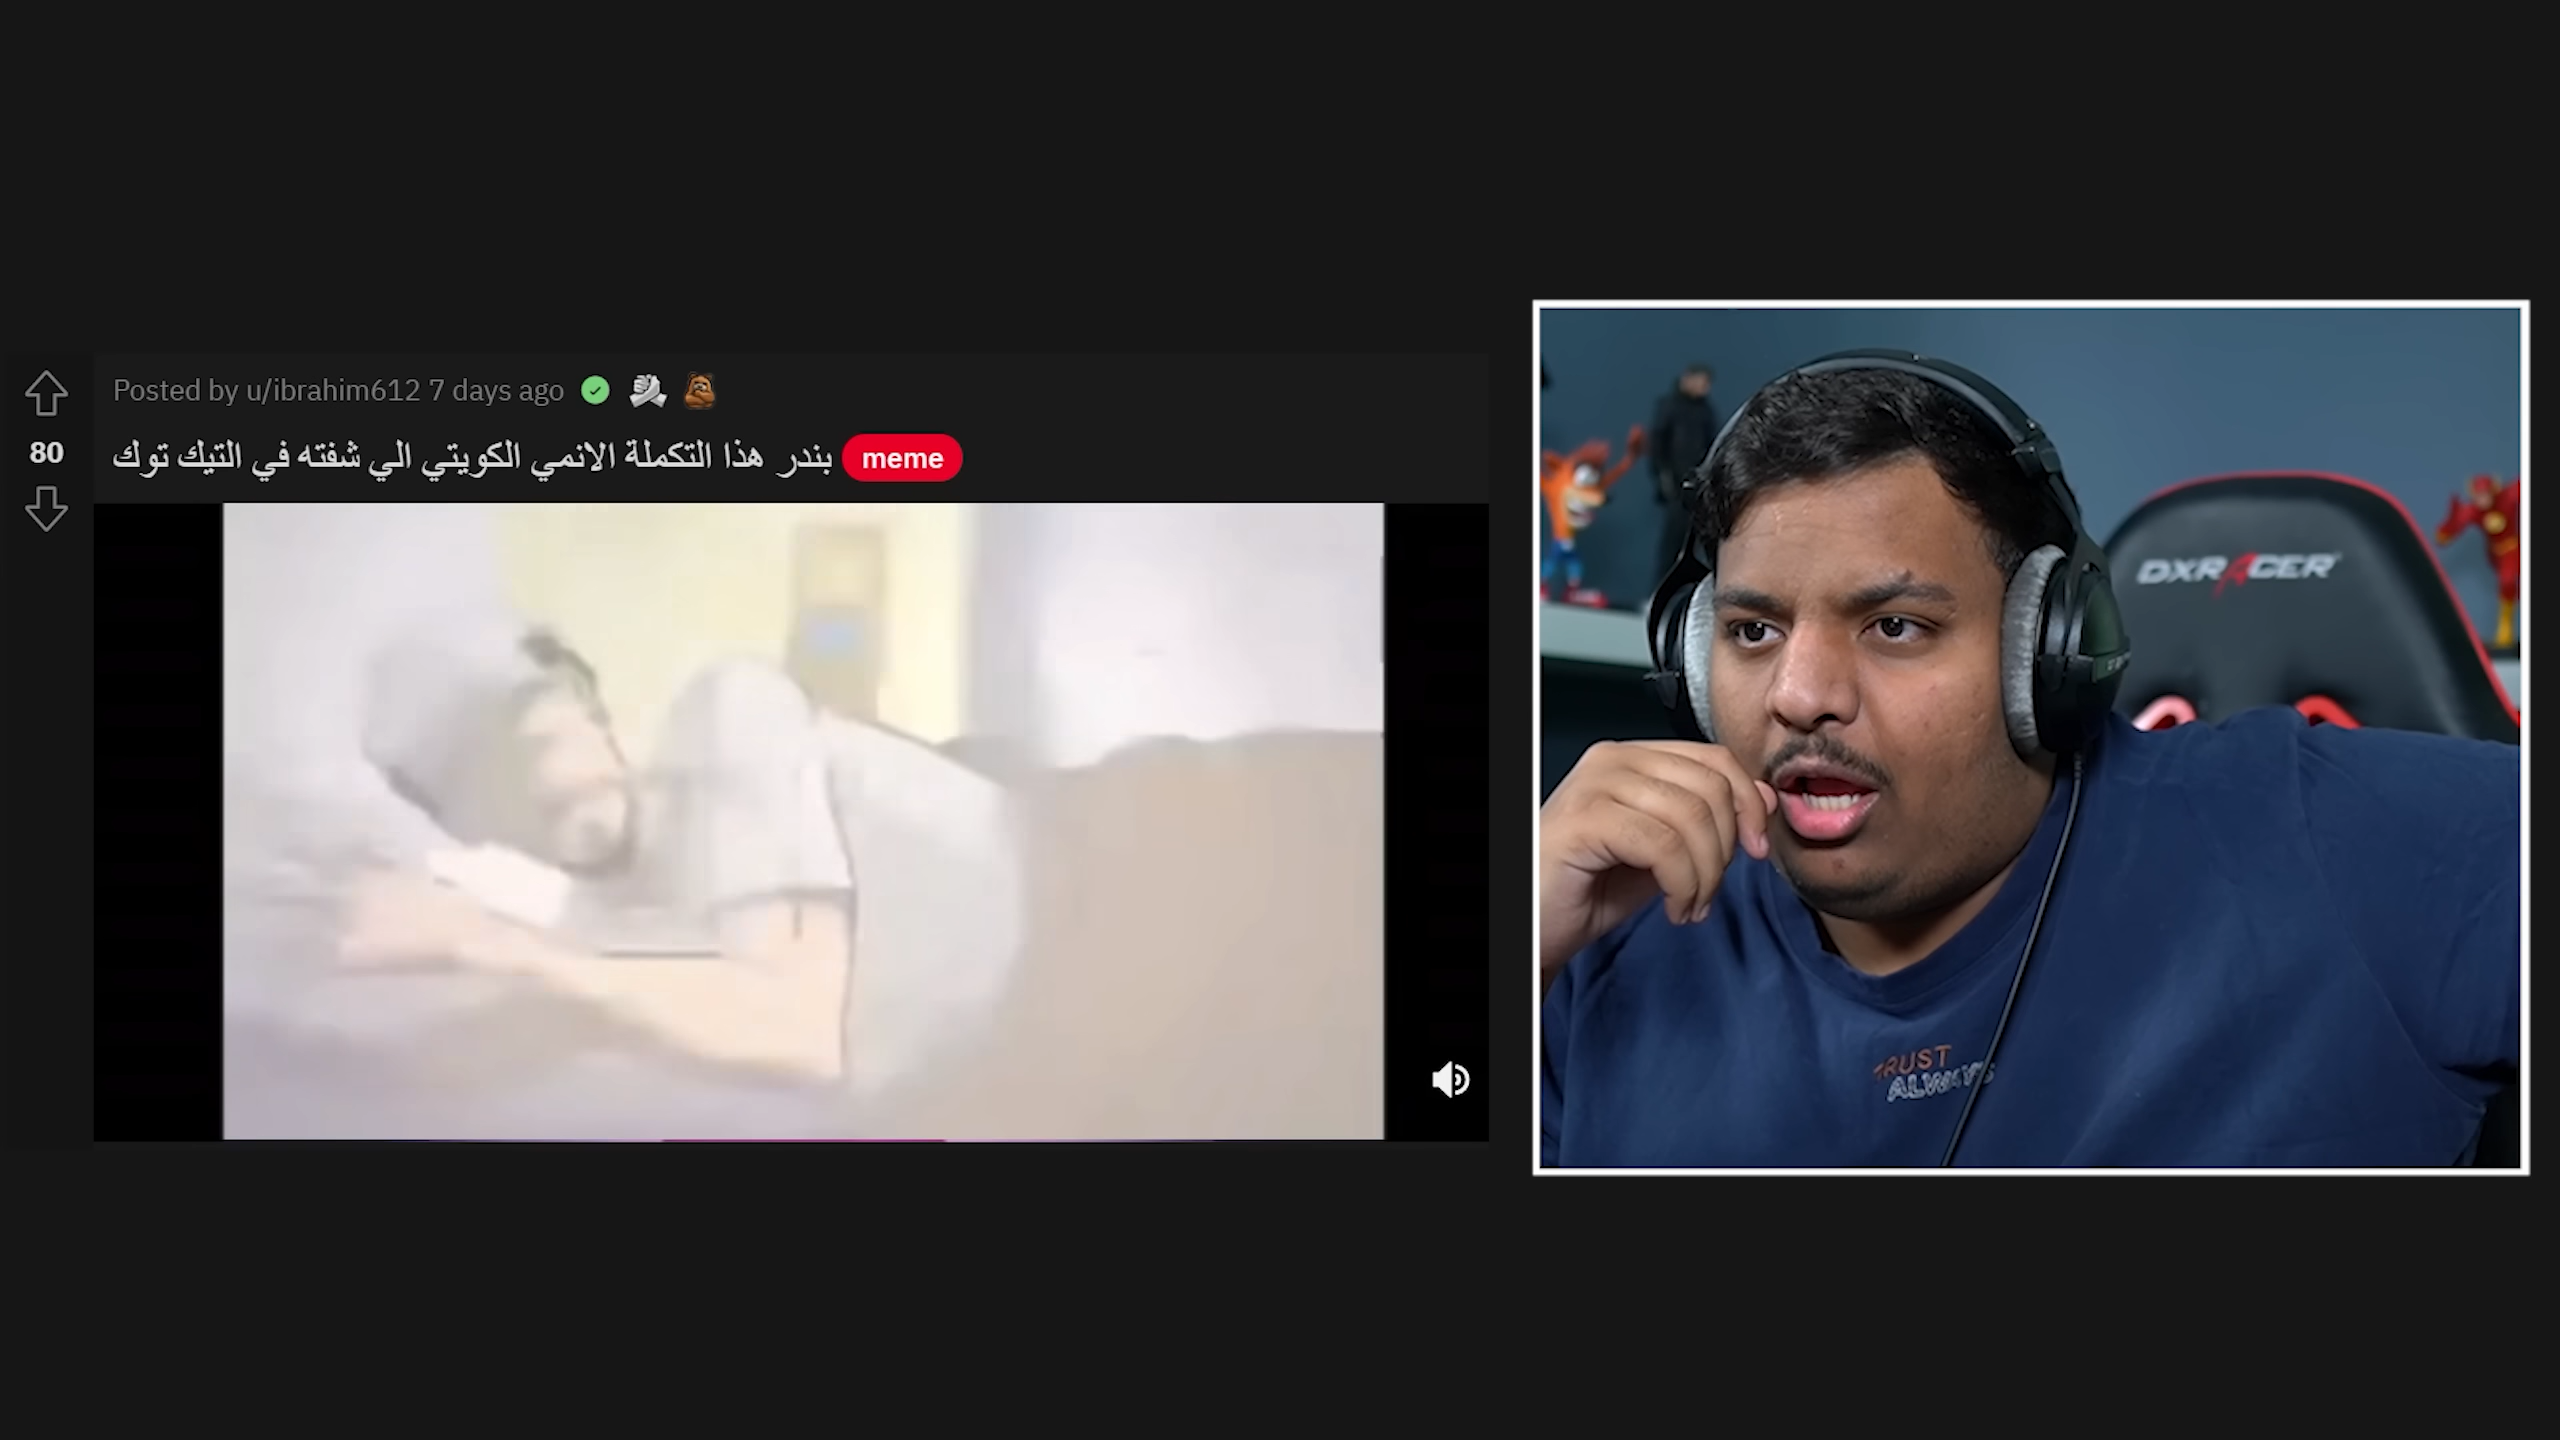 Posted by u/ibrahim612 7 days ago
80
بندر هذا التكملة الانمي الكويتي الي شفته في التيك توك meme
DXRACER
TRUST
ALWAYS